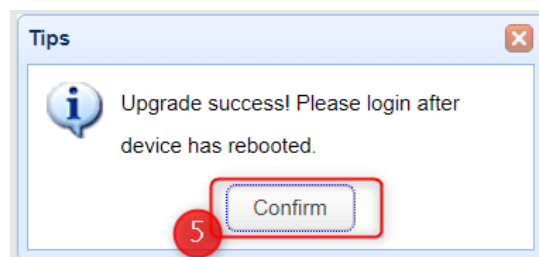 Tips
Upgrade success! Please login after
device has rebooted.
Confirm
5